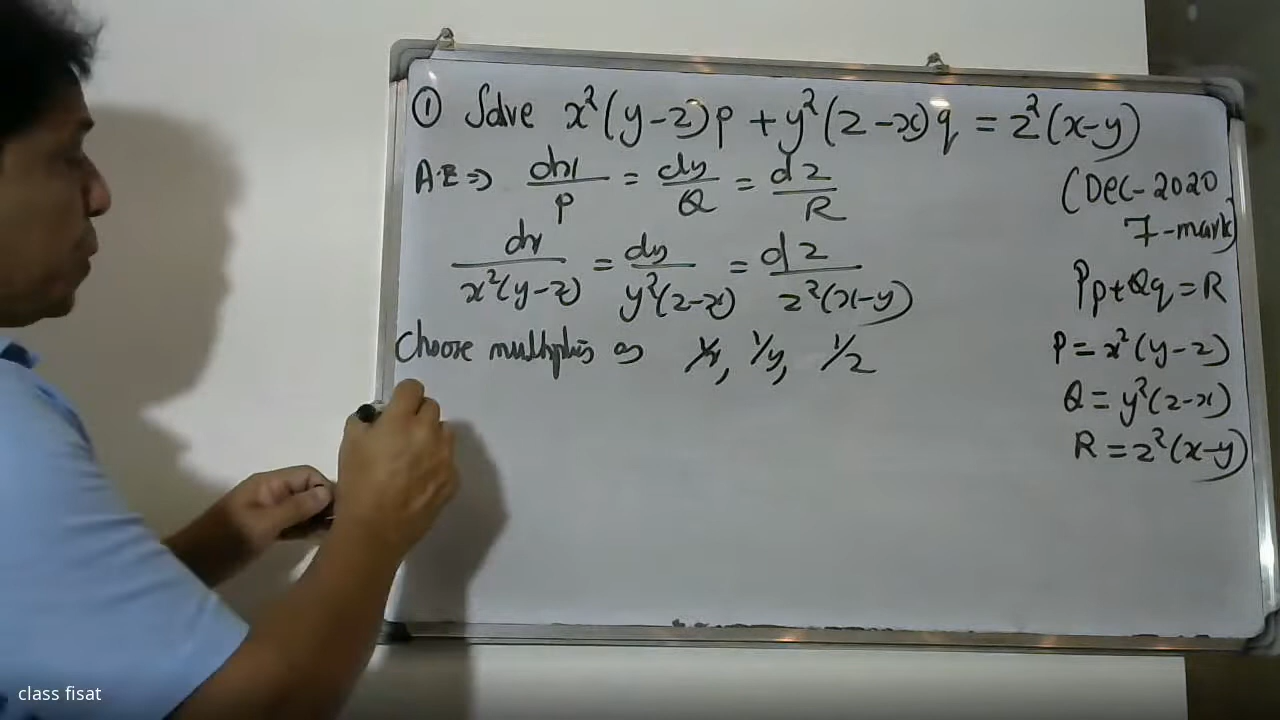 ① Solve x²(y-z)p + y²(z-x)q = z²(x-y)
A.E ⇒ dx/P = dy/Q = dz/R
(Dec-2020
7-mark)
dx/x²(y-z) = dy/y²(z-x) = dz/z²(x-y)
Pp+Qq=R
Choose multipliers as 1/x, 1/y, 1/z
P = x²(y-z)
Q = y²(z-x)
R = z²(x-y)
class fisat